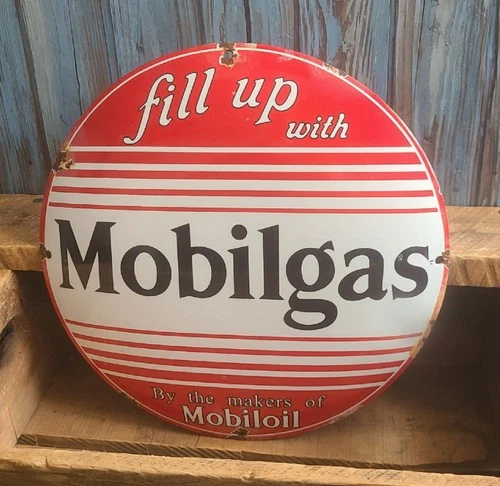 fill up
with
Mobilgas
By the makers of
Mobiloil